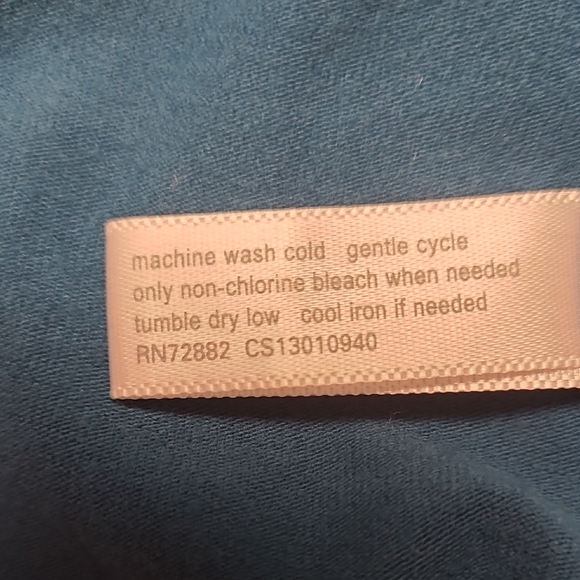 machine wash cold gentle cycle
only non-chlorine bleach when needed
tumble dry low cool iron if needed
RN72882 CS13010940